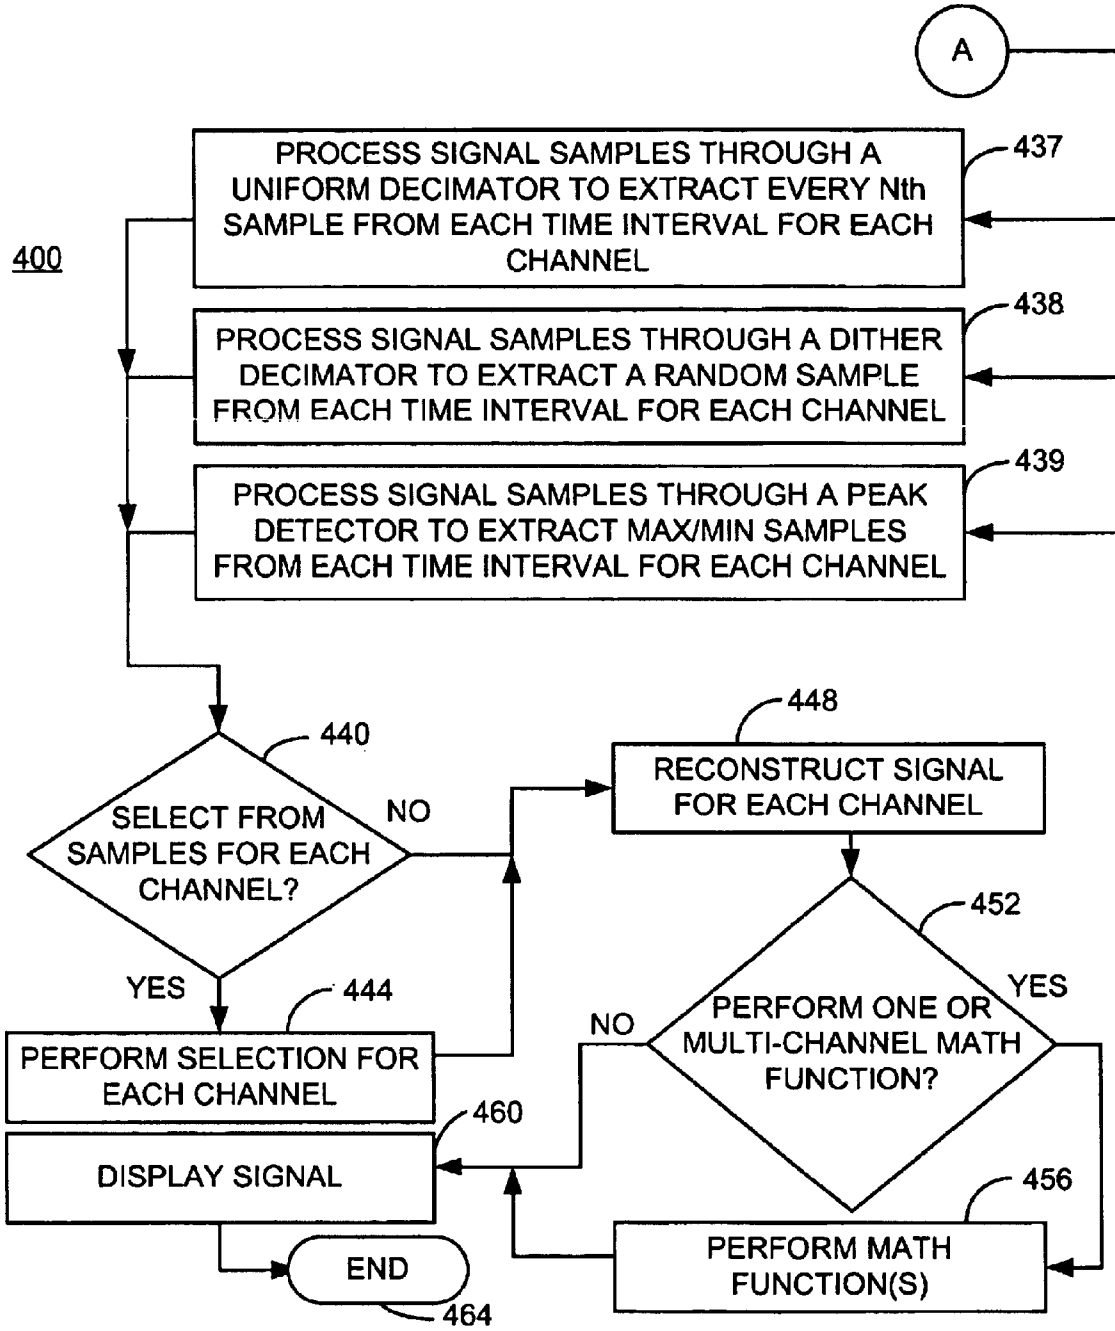 A
437
PROCESS SIGNAL SAMPLES THROUGH A
UNIFORM DECIMATOR TO EXTRACT EVERY Nth
SAMPLE FROM EACH TIME INTERVAL FOR EACH
CHANNEL
400
438
PROCESS SIGNAL SAMPLES THROUGH A DITHER
DECIMATOR TO EXTRACT A RANDOM SAMPLE
FROM EACH TIME INTERVAL FOR EACH CHANNEL
439
PROCESS SIGNAL SAMPLES THROUGH A PEAK
DETECTOR TO EXTRACT MAX/MIN SAMPLES
FROM EACH TIME INTERVAL FOR EACH CHANNEL
440
SELECT FROM
SAMPLES FOR EACH
CHANNEL?
NO
YES
444
PERFORM SELECTION FOR
EACH CHANNEL
448
RECONSTRUCT SIGNAL
FOR EACH CHANNEL
452
PERFORM ONE OR
MULTI-CHANNEL MATH
FUNCTION?
YES
NO
456
PERFORM MATH
FUNCTION(S)
460
DISPLAY SIGNAL
END
464